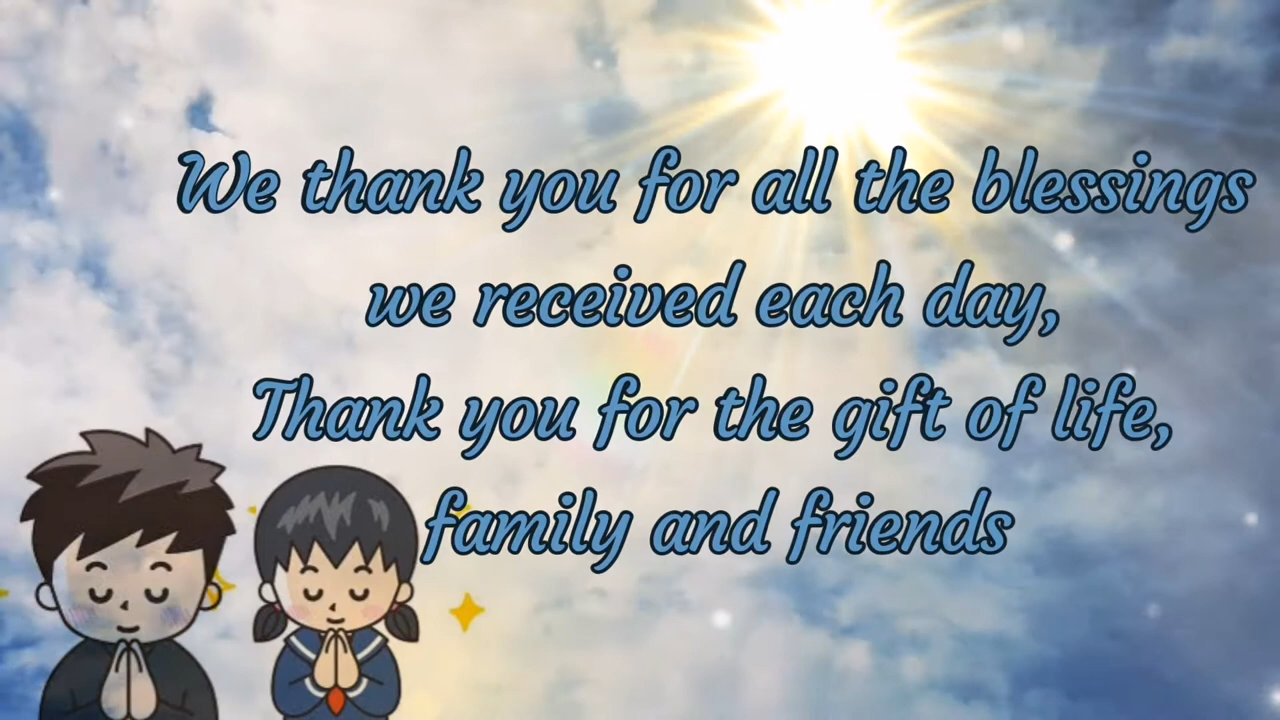 We thank you for all the blessings
we received each day,
Thank you for the gift of life,
family and friends